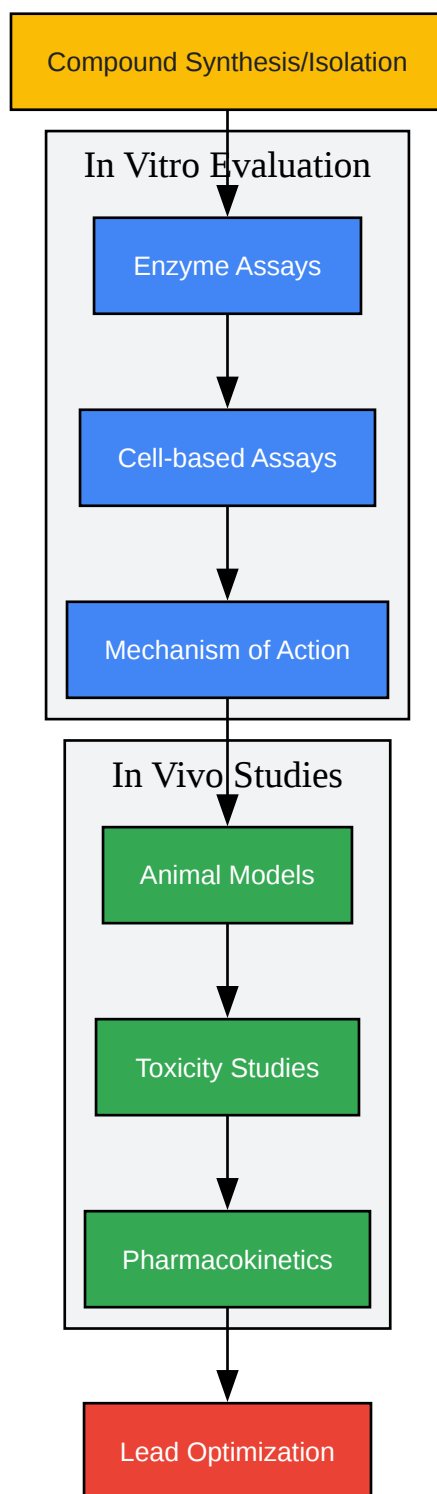 Compound Synthesis/Isolation
In Vitro Evaluation
Enzyme Assays
Cell-based Assays
Mechanism of Action
In Vivo Studies
Animal Models
Toxicity Studies
Pharmacokinetics
Lead Optimization